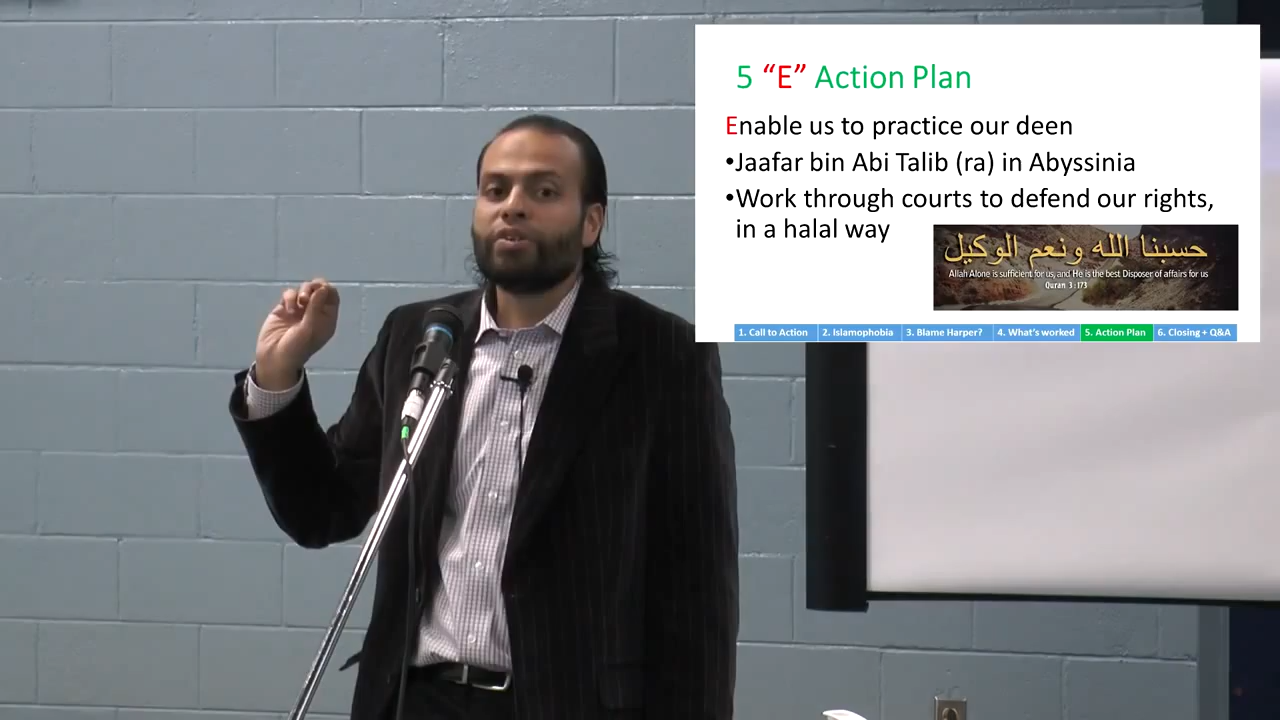 5 “E” Action Plan
Enable us to practice our deen
•Jaafar bin Abi Talib (ra) in Abyssinia
•Work through courts to defend our rights,
in a halal way
حسبنا الله ونعم الوكيل
Allah Alone is sufficient for us, and He is the best Disposer of affairs for us
Quran 3:173
1. Call to Action 2. Islamophobia 3. Blame Harper? 4. What's worked 5. Action Plan 6. Closing + Q&A